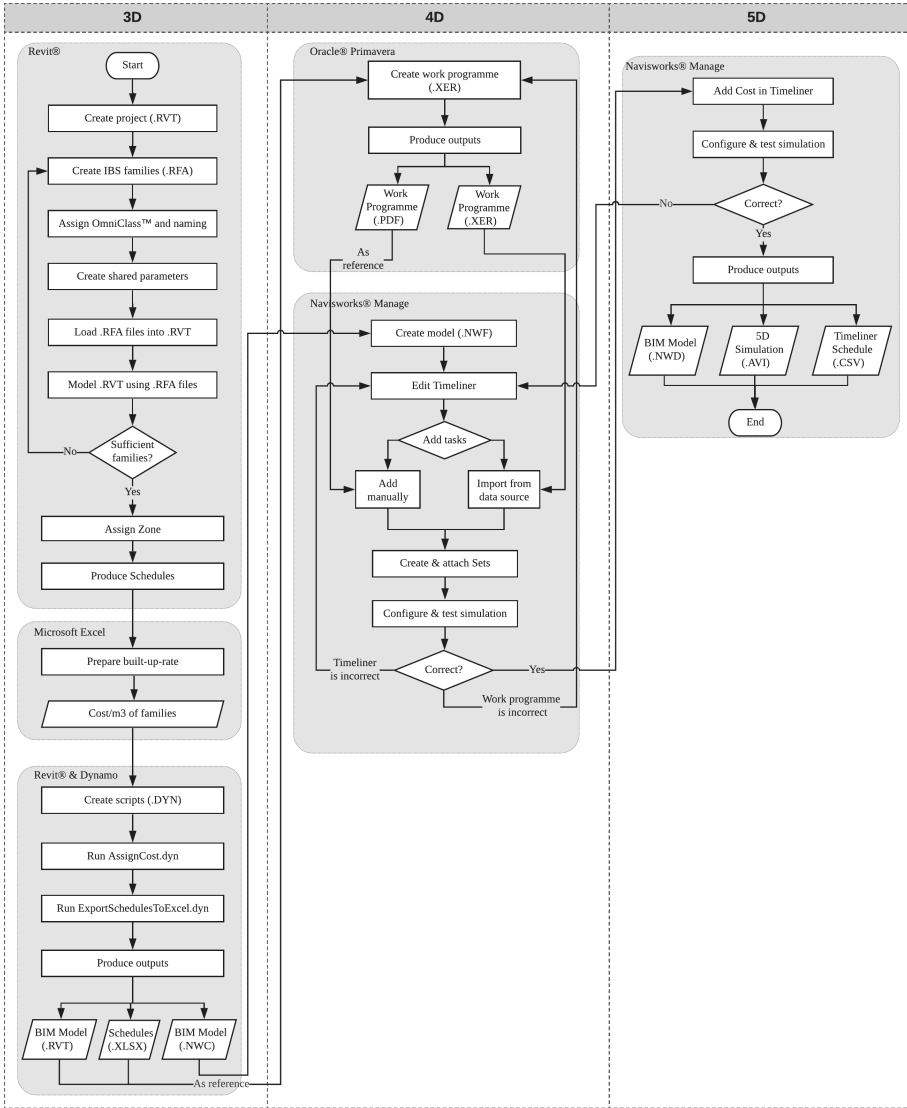 3D
4D
5D
Revit®
Start
Create project (.RVT)
Create IBS families (.RFA)
Assign OmniClass™ and naming
Create shared parameters
Load .RFA files into .RVT
Model .RVT using .RFA files
Sufficient
families?
No
Yes
Assign Zone
Produce Schedules
Microsoft Excel
Prepare built-up-rate
Cost/m3 of families
Revit® & Dynamo
Create scripts (.DYN)
Run AssignCost.dyn
Run ExportSchedulesToExcel.dyn
Produce outputs
BIM Model
(.RVT)
Schedules
(.XLSX)
BIM Model
(.NWC)
As reference
Oracle® Primavera
Create work programme
(.XER)
Produce outputs
Work
Programme
(.PDF)
Work
Programme
(.XER)
As
reference
Navisworks® Manage
Create model (.NWF)
Edit Timeliner
Add tasks
Add
manually
Import from
data source
Create & attach Sets
Configure & test simulation
Correct?
Timeliner
is incorrect
Yes
Work programme
is incorrect
Navisworks® Manage
Add Cost in Timeliner
Configure & test simulation
Correct?
No
Yes
Produce outputs
BIM Model
(.NWD)
5D
Simulation
(.AVI)
Timeliner
Schedule
(.CSV)
End